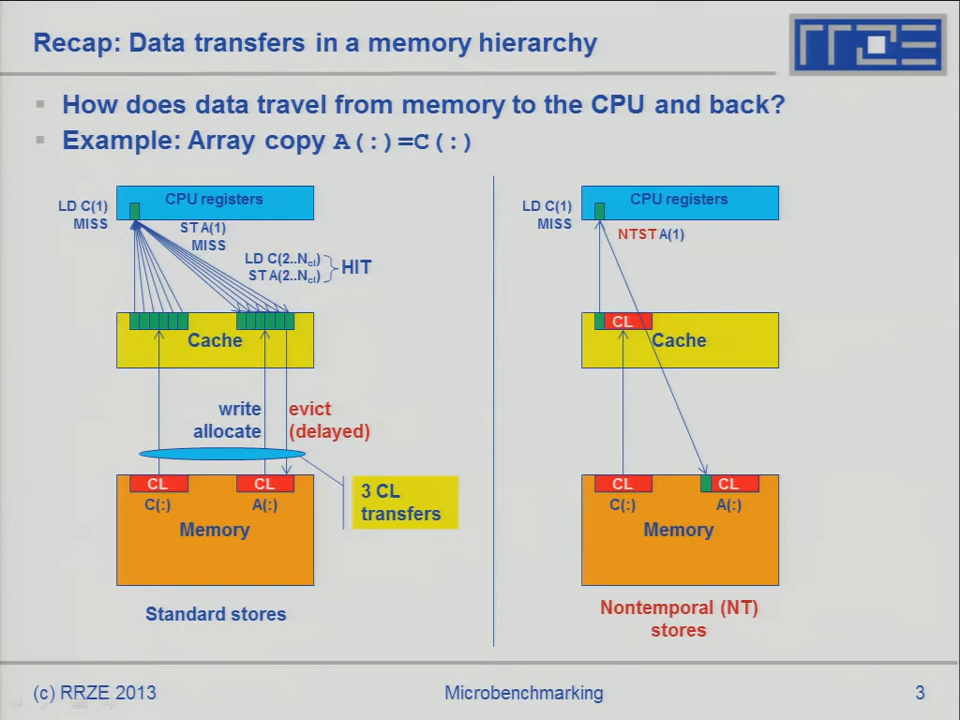 Recap: Data transfers in a memory hierarchy
RRZE
How does data travel from memory to the CPU and back?
Example: Array copy A(:)=C(:)
CPU registers
LD C(1)
MISS
ST A(1)
MISS
LD C(2..Ncl)
ST A(2..Ncl)
HIT
Cache
write
allocate
evict
(delayed)
CL
CL
C(:)
A(:)
Memory
3 CL
transfers
Standard stores
CPU registers
LD C(1)
MISS
NTST A(1)
CL
Cache
CL
CL
C(:)
A(:)
Memory
Nontemporal (NT)
stores
(c) RRZE 2013
Microbenchmarking
3